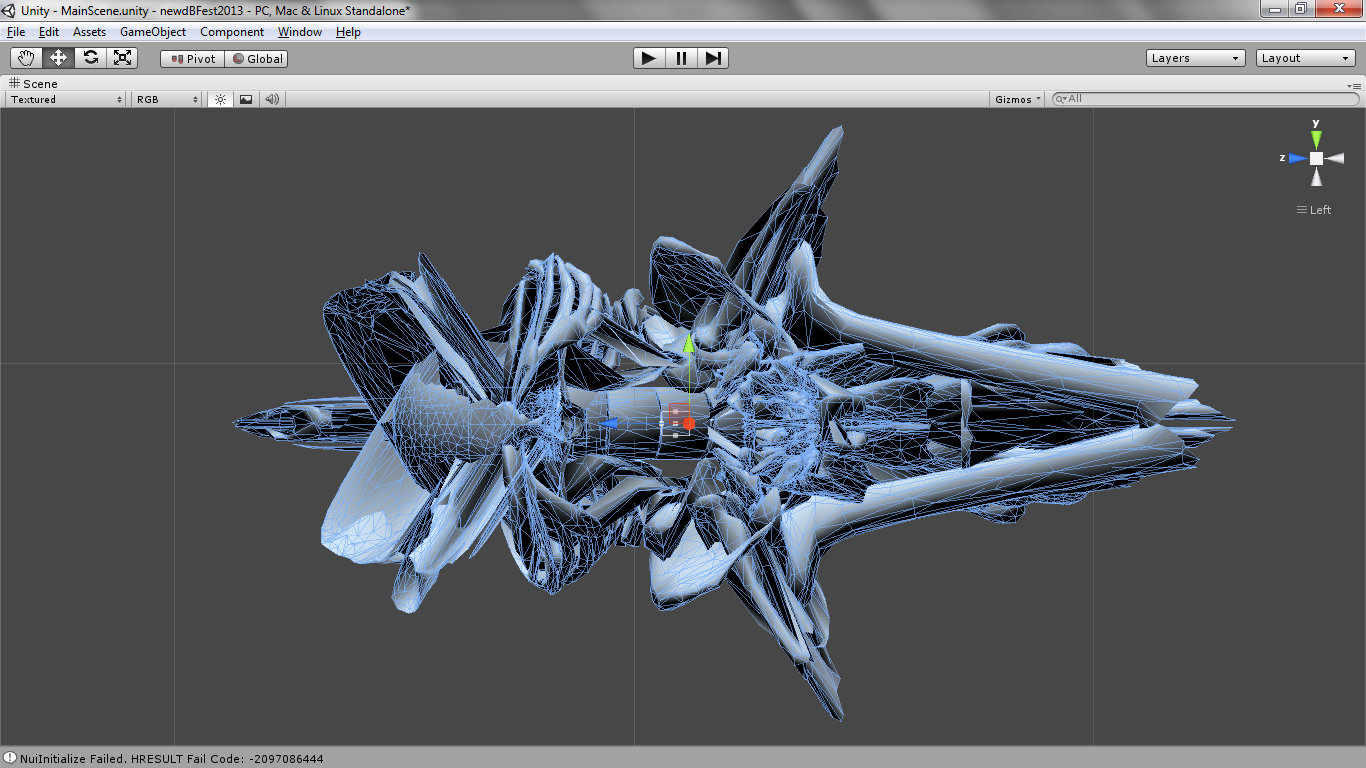 Unity - MainScene.unity - newdBFest2013 - PC, Mac & Linux Standalone*
File Edit Assets GameObject Component Window Help
Pivot Global Layers Layout
Scene
Textured RGB Gizmos All
y
z
Left
NuiInitialize Failed. HRESULT Fail Code: -2097086444